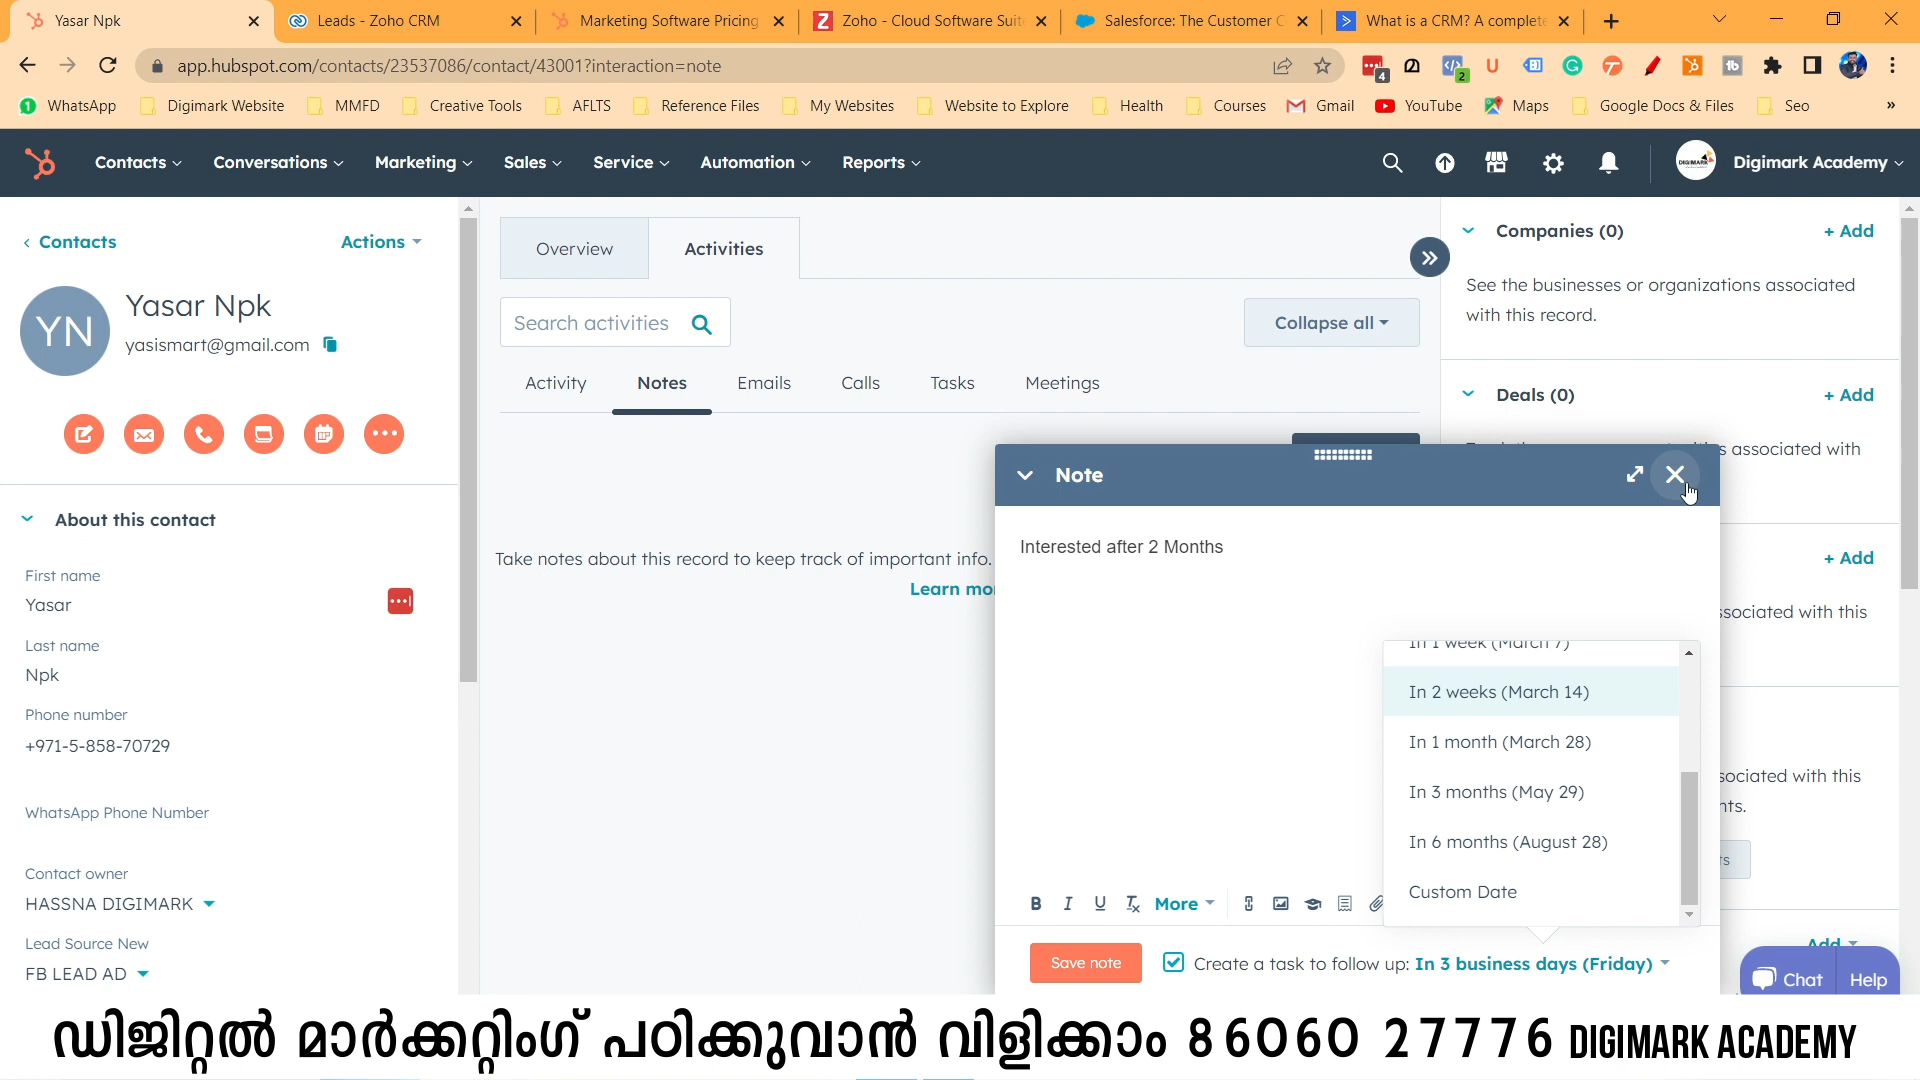 Yasar Npk
Leads - Zoho CRM
Marketing Software Pricing
Zoho - Cloud Software Suit
Salesforce: The Customer C
What is a CRM? A complete
app.hubspot.com/contacts/23537086/contact/43001?interaction=note
4
2
WhatsApp
Digimark Website
MMFD
Creative Tools
AFLTS
Reference Files
My Websites
Website to Explore
Health
Courses
Gmail
YouTube
Maps
Google Docs & Files
Seo
»
Contacts
Conversations
Marketing
Sales
Service
Automation
Reports
Digimark Academy
Contacts
Actions
YN
Yasar Npk
yasismart@gmail.com
About this contact
First name
Yasar
Last name
Npk
Phone number
+971-5-858-70729
WhatsApp Phone Number
Contact owner
HASSNA DIGIMARK
Lead Source New
FB LEAD AD
Overview
Activities
Search activities
Collapse all
Activity
Notes
Emails
Calls
Tasks
Meetings
Take notes about this record to keep track of important info.
Learn mo
Note
Interested after 2 Months
In 1 week (March 7)
In 2 weeks (March 14)
In 1 month (March 28)
In 3 months (May 29)
In 6 months (August 28)
Custom Date
B I U Tx More
Save note
Create a task to follow up: In 3 business days (Friday)
Companies (0)
+ Add
See the businesses or organizations associated
with this record.
Deals (0)
+ Add
s associated with
+ Add
ssociated with this
sociated with this
nts.
ts
Add
Chat
Help
ഡിജിറ്റൽ മാർക്കറ്റിംഗ് പഠിക്കുവാൻ വിളിക്കാം 86060 27776 DIGIMARK ACADEMY